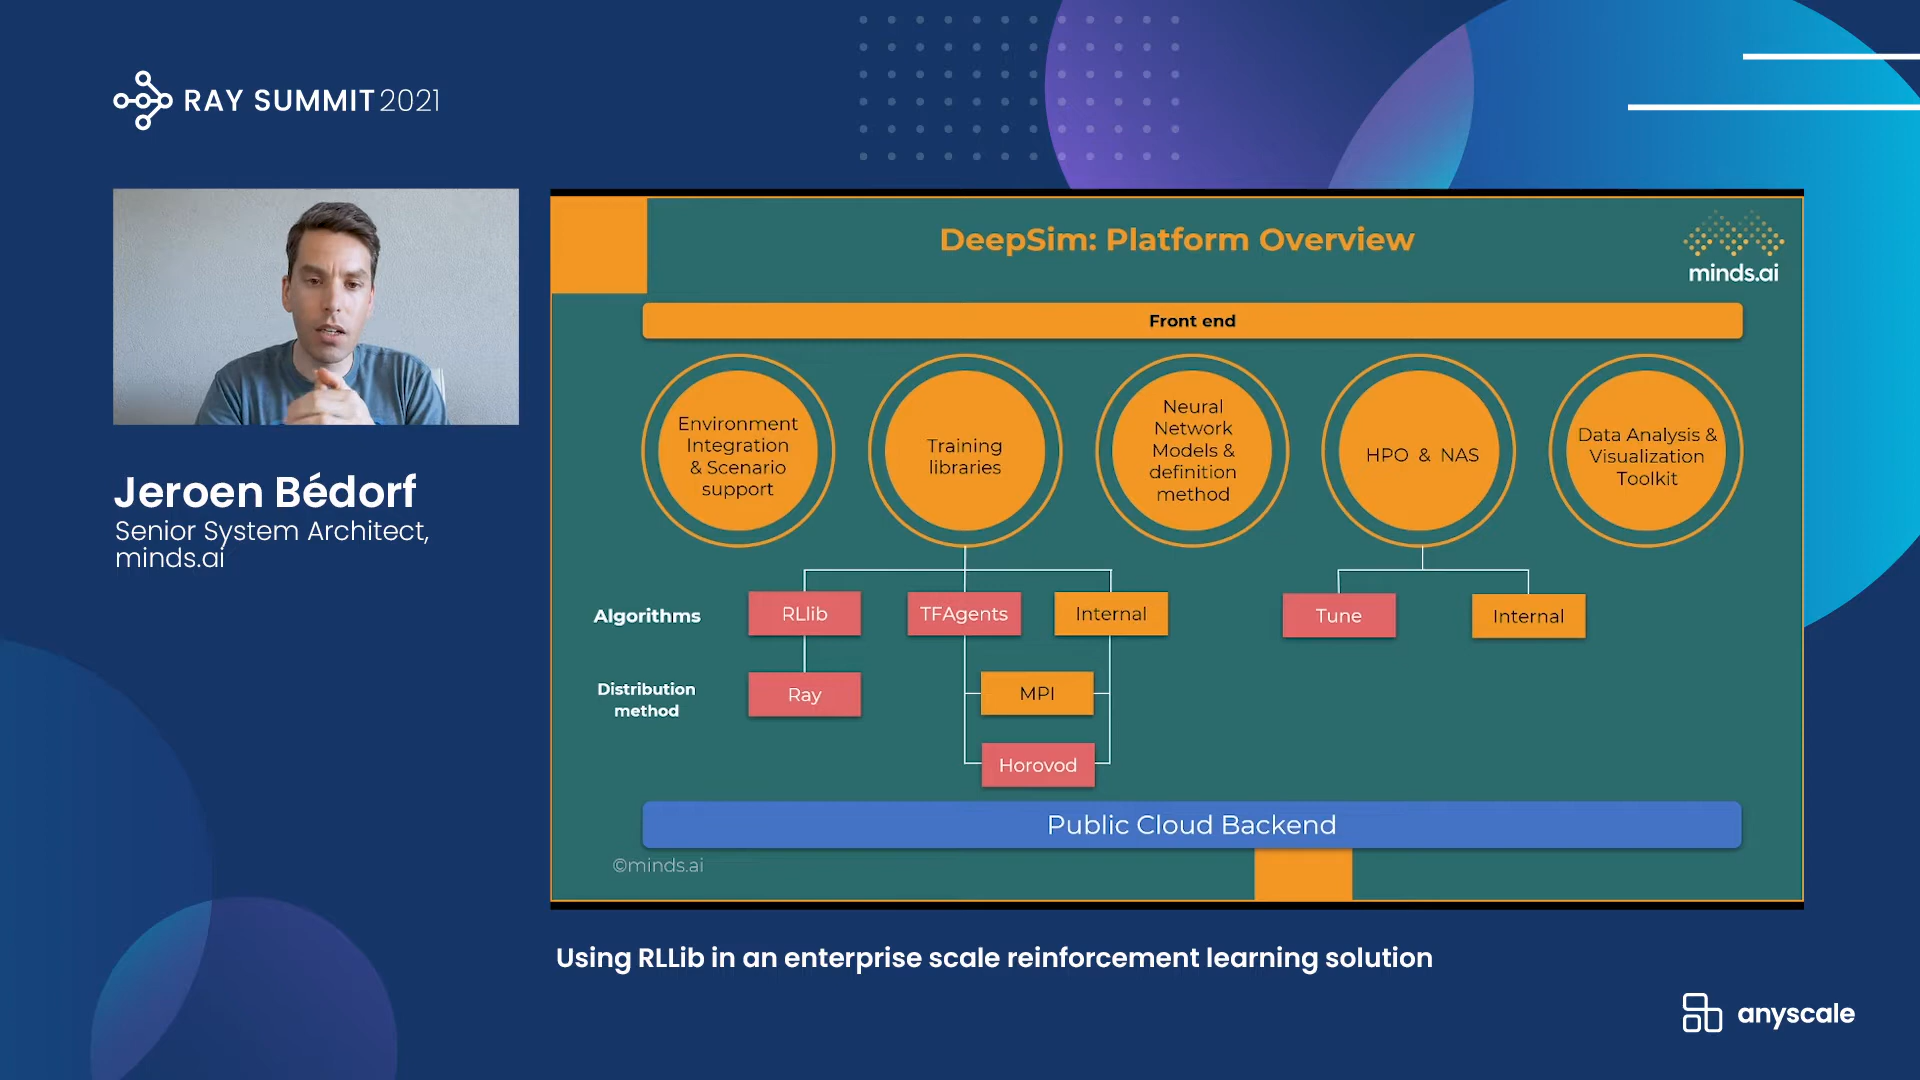 RAY SUMMIT 2021
Jeroen Bédorf
Senior System Architect,
minds.ai
DeepSim: Platform Overview
minds.ai
Front end
Environment
Integration
& Scenario
support
Training
libraries
Neural
Network
Models &
definition
method
HPO & NAS
Data Analysis &
Visualization
Toolkit
Algorithms
RLlib
TFAgents
Internal
Tune
Internal
Distribution
method
Ray
MPI
Horovod
Public Cloud Backend
©minds.ai
Using RLLib in an enterprise scale reinforcement learning solution
anyscale